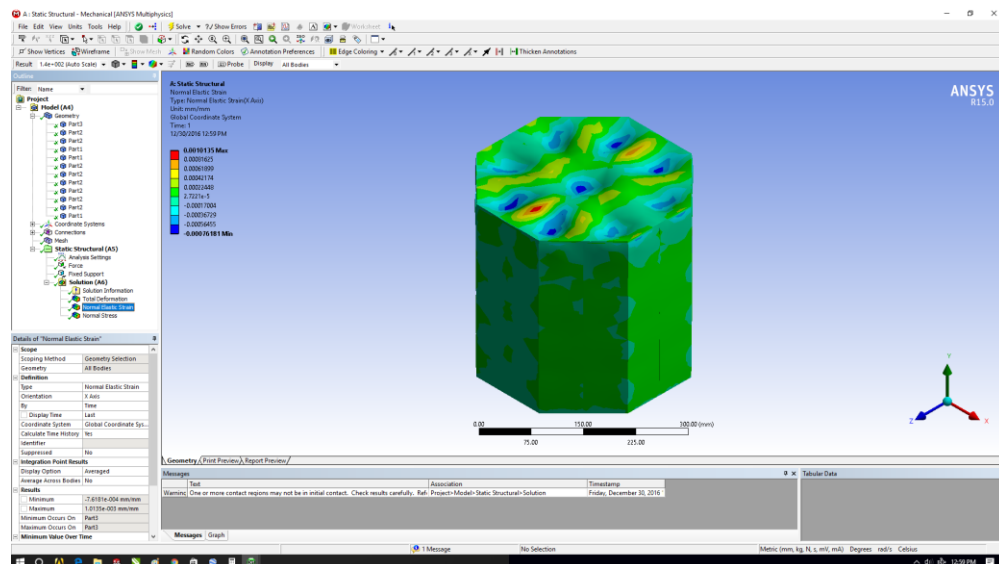 A : Static Structural - Mechanical [ANSYS Multiphysics]
File Edit View Units Tools Help Solve ?/ Show Errors Worksheet
Show Vertices Wireframe Show Mesh Random Colors Annotation Preferences Edge Coloring Thicken Annotations
Result 1.4e+002 (Auto Scale) Probe Display All Bodies
Outline
Filter: Name
Project
Model (A4)
Geometry
Part3
Part2
Part2
Part1
Part1
Part2
Part2
Part2
Part2
Part2
Part2
Part1
Coordinate Systems
Connections
Mesh
Static Structural (A5)
Analysis Settings
Force
Fixed Support
Solution (A6)
Solution Information
Total Deformation
Normal Elastic Strain
Normal Stress
Details of "Normal Elastic Strain"
Scope
Scoping Method Geometry Selection
Geometry All Bodies
Definition
Type Normal Elastic Strain
Orientation X Axis
By Time
Display Time Last
Coordinate System Global Coordinate Sys...
Calculate Time History Yes
Identifier
Suppressed No
Integration Point Results
Display Option Averaged
Average Across Bodies No
Results
Minimum -7.6181e-004 mm/mm
Maximum 1.0135e-003 mm/mm
Minimum Occurs On Part3
Maximum Occurs On Part3
Minimum Value Over Time
A: Static Structural
Normal Elastic Strain
Type: Normal Elastic Strain(X Axis)
Unit: mm/mm
Global Coordinate System
Time: 1
12/30/2016 12:59 PM
0.0010135 Max
0.00081625
0.00061899
0.00042174
0.00022448
2.7221e-5
-0.00017004
-0.00036729
-0.00056455
-0.00076181 Min
ANSYS
R15.0
0.00 150.00 300.00 (mm)
75.00 225.00
Y
Z X
Geometry Print Preview Report Preview
Messages
Text Association Timestamp
Warning One or more contact regions may not be in initial contact. Check results carefully. Project>Model>Static Structural>Solution Friday, December 30, 2016
Messages Graph
Tabular Data
1 Message No Selection Metric (mm, kg, N, s, mV, mA) Degrees rad/s Celsius
12:59 PM